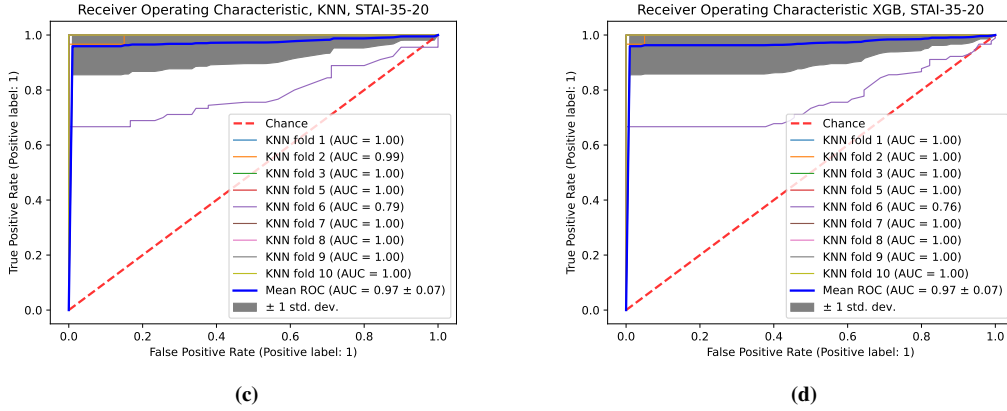 Receiver Operating Characteristic, KNN, STAI-35-20
1.0
0.8
0.6
0.4
0.2
0.0
True Positive Rate (Positive label: 1)
Chance
KNN fold 1 (AUC = 1.00)
KNN fold 2 (AUC = 0.99)
KNN fold 3 (AUC = 1.00)
KNN fold 5 (AUC = 1.00)
KNN fold 6 (AUC = 0.79)
KNN fold 7 (AUC = 1.00)
KNN fold 8 (AUC = 1.00)
KNN fold 9 (AUC = 1.00)
KNN fold 10 (AUC = 1.00)
Mean ROC (AUC = 0.97 ± 0.07)
± 1 std. dev.
0.0 0.2 0.4 0.6 0.8 1.0
False Positive Rate (Positive label: 1)
(c)
Receiver Operating Characteristic XGB, STAI-35-20
1.0
0.8
0.6
0.4
0.2
0.0
True Positive Rate (Positive label: 1)
Chance
KNN fold 1 (AUC = 1.00)
KNN fold 2 (AUC = 1.00)
KNN fold 3 (AUC = 1.00)
KNN fold 5 (AUC = 1.00)
KNN fold 6 (AUC = 0.76)
KNN fold 7 (AUC = 1.00)
KNN fold 8 (AUC = 1.00)
KNN fold 9 (AUC = 1.00)
KNN fold 10 (AUC = 1.00)
Mean ROC (AUC = 0.97 ± 0.07)
± 1 std. dev.
0.0 0.2 0.4 0.6 0.8 1.0
False Positive Rate (Positive label: 1)
(d)